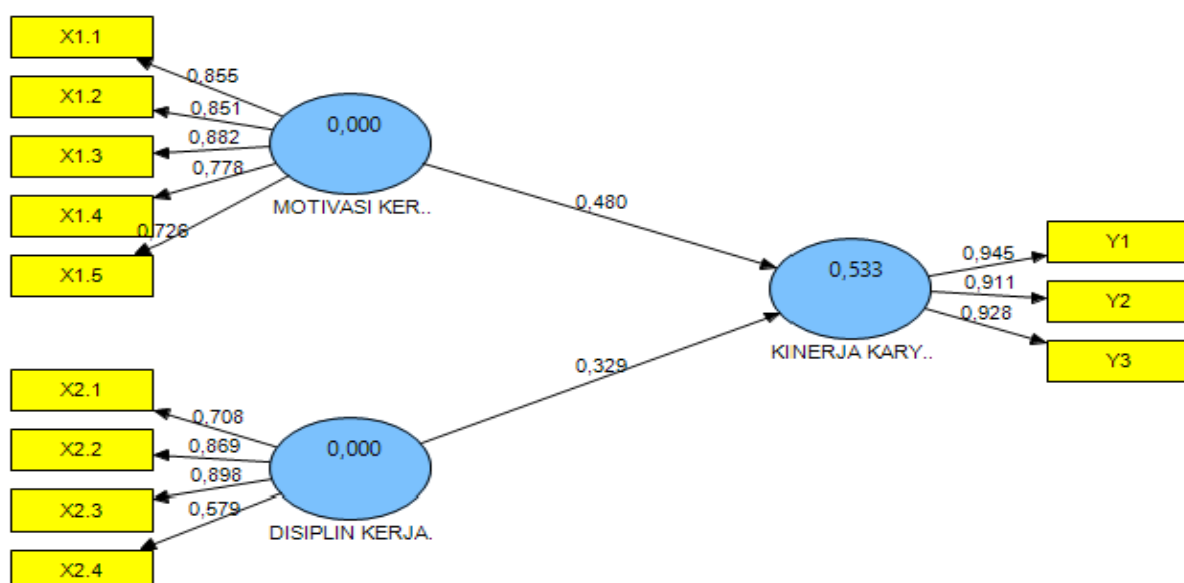 X1.1
0,855
X1.2
0,851
X1.3
0,882
X1.4
0,778
X1.5
0,726
0,000
MOTIVASI KER..
0,480
X2.1
0,708
X2.2
0,869
X2.3
0,898
X2.4
0,579
0,000
DISIPLIN KERJA.
0,329
0,533
KINERJA KARY..
0,945
Y1
0,911
Y2
0,928
Y3